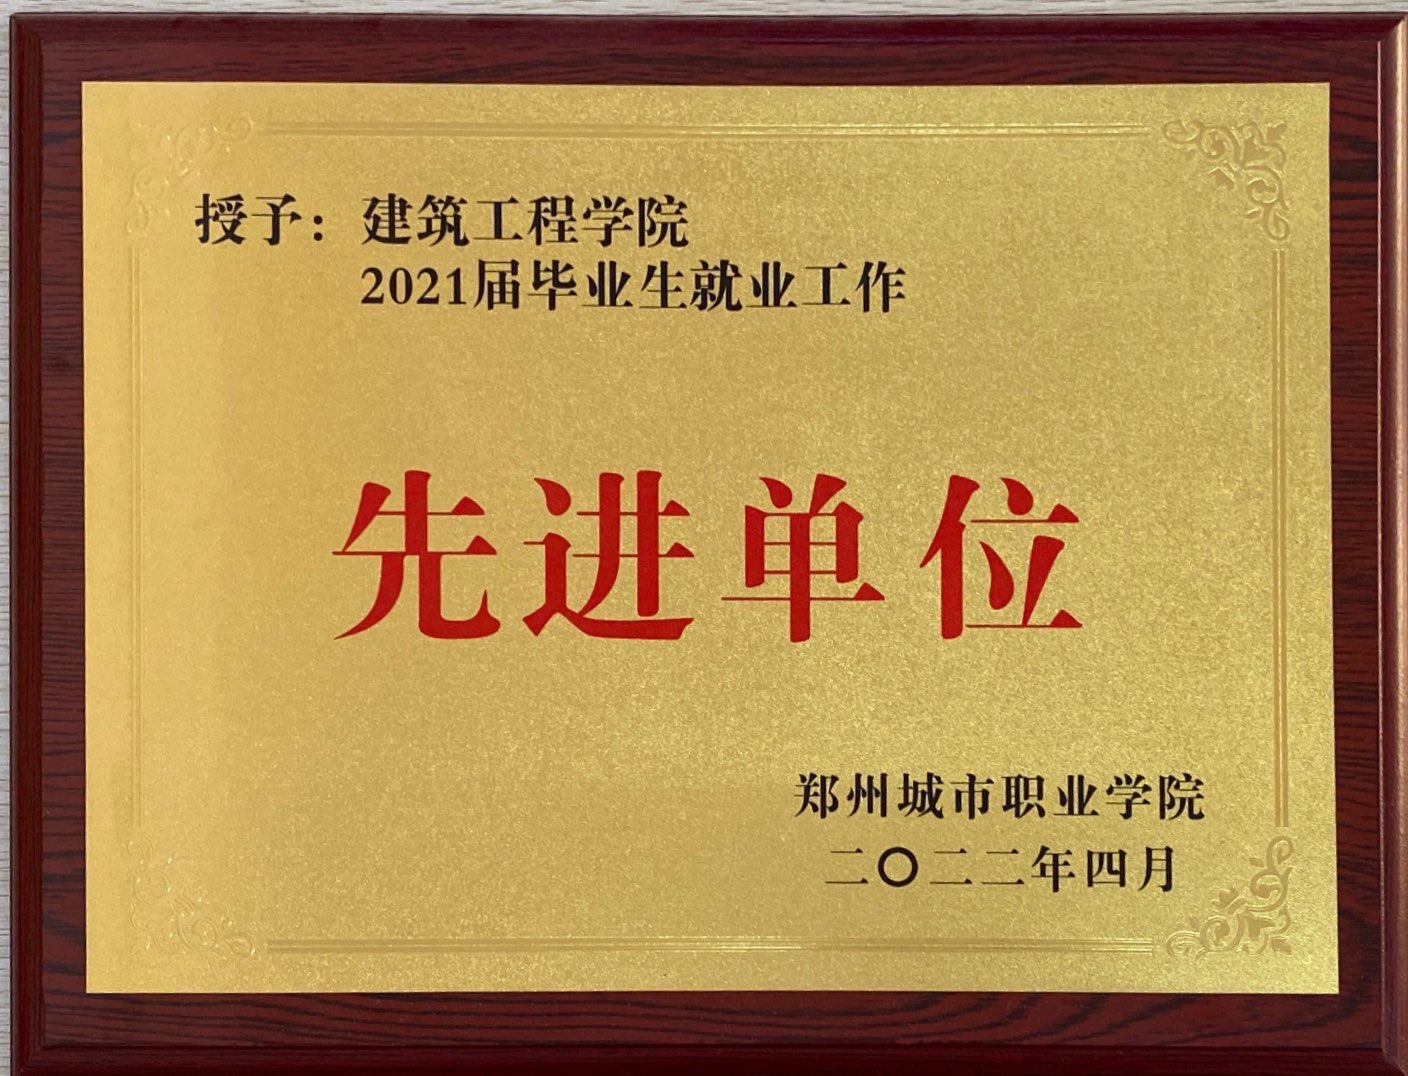 授予：建筑工程学院
2021届毕业生就业工作
先进单位
郑州城市职业学院
二〇二二年四月